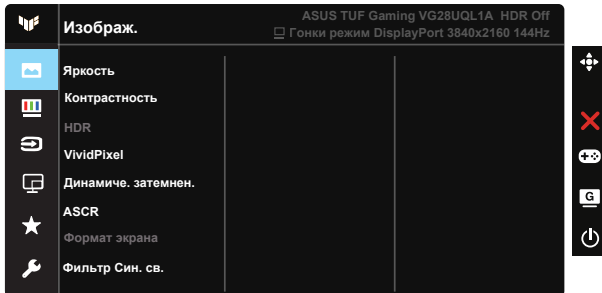 ASUS TUF Gaming VG28UQL1A HDR Off
Изображ.
Гонки режим DisplayPort 3840x2160 144Hz
Яркость
Контрастность
HDR
VividPixel
Динамиче. затемнен.
ASCR
Формат экрана
Фильтр Син. св.
G